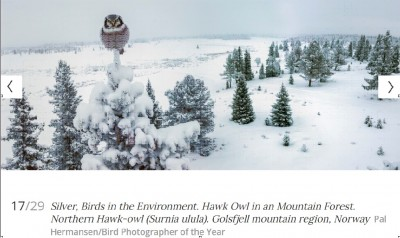 17/29 Silver, Birds in the Environment. Hawk Owl in an Mountain Forest.
Northern Hawk-owl (Surnia ulula). Golsfjell mountain region, Norway Pal
Hermansen/Bird Photographer of the Year